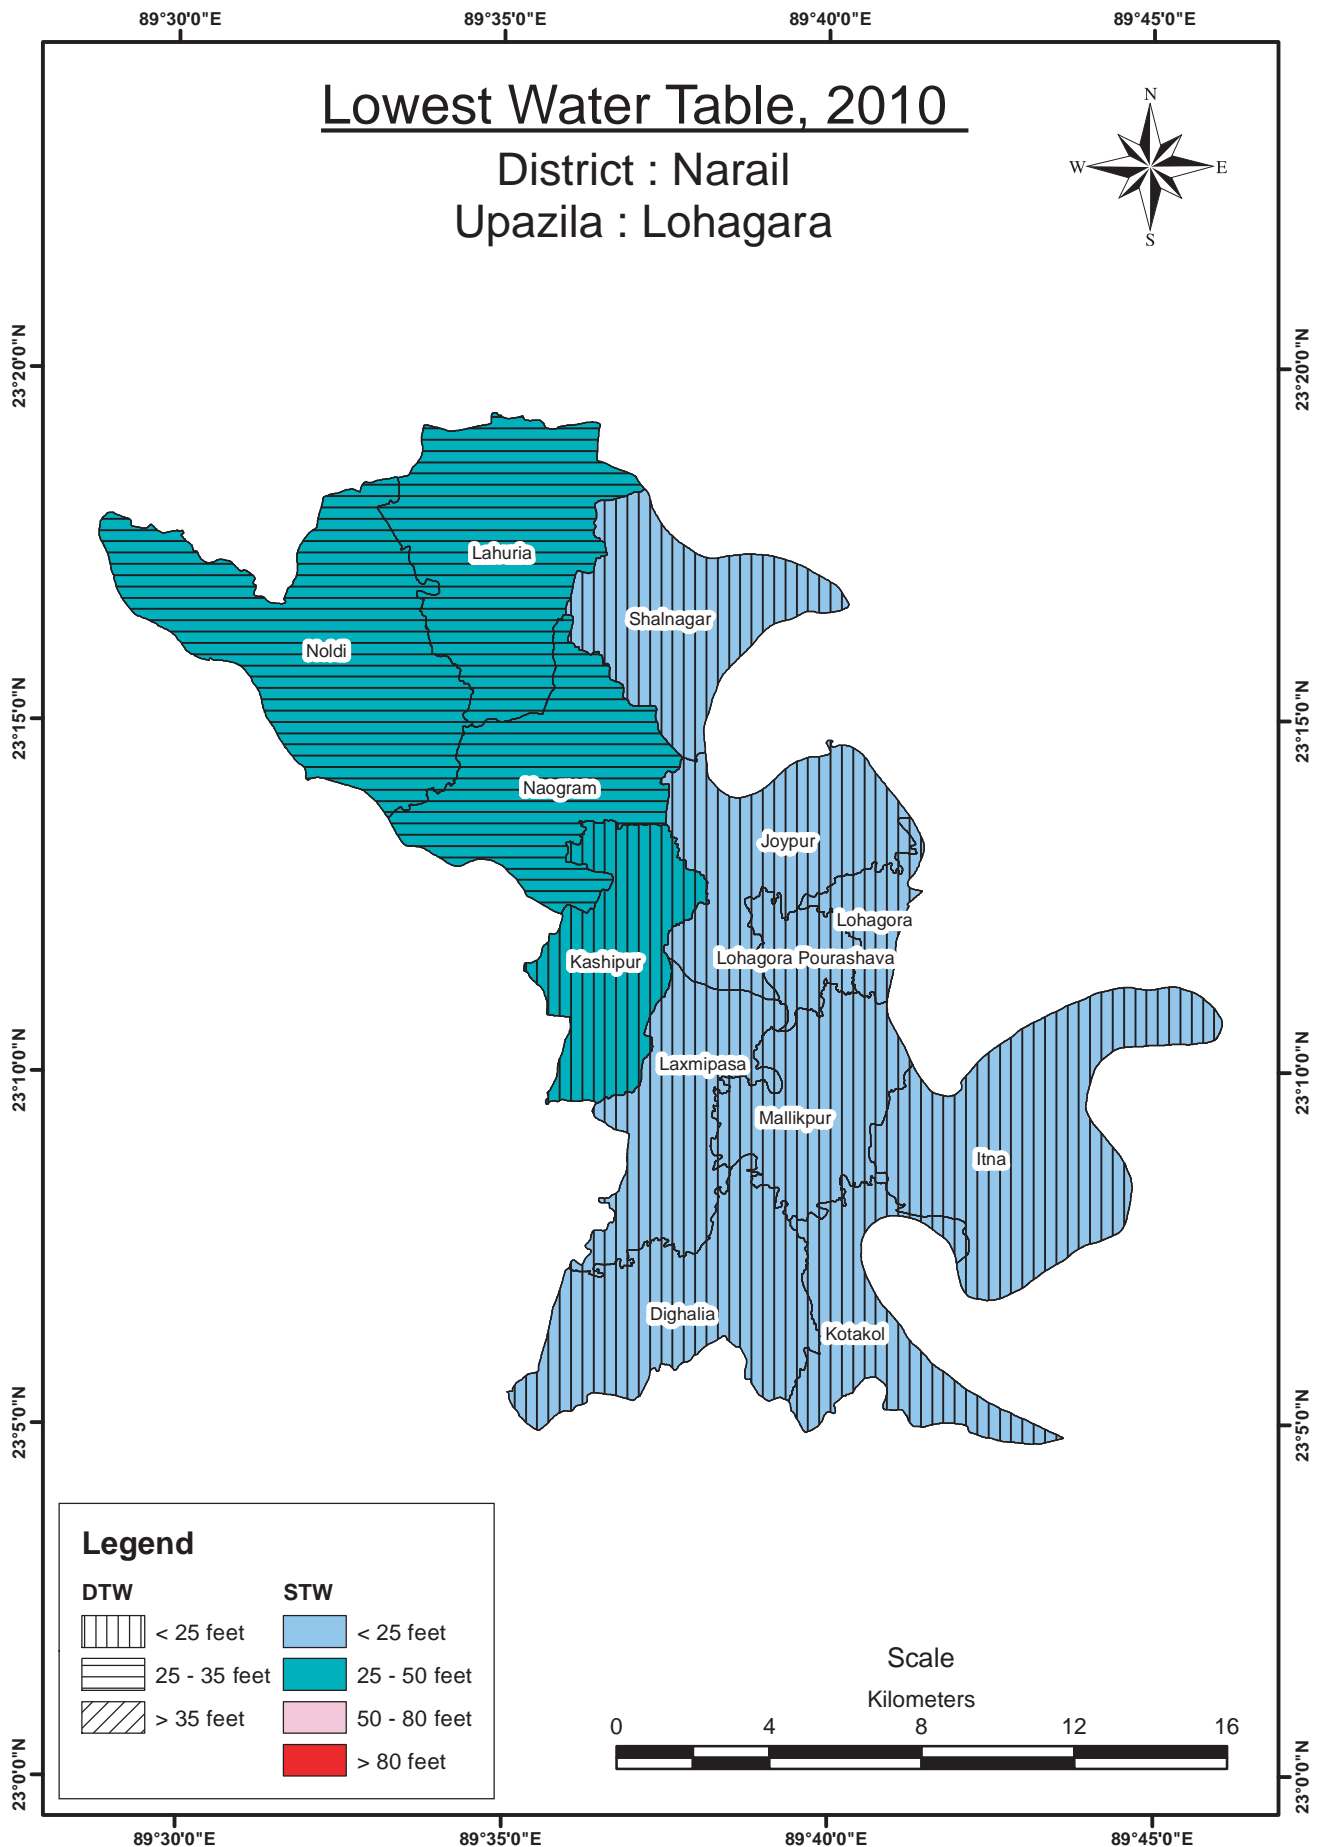 89°30'0"E 89°35'0"E 89°40'0"E 89°45'0"E
Lowest Water Table, 2010
District : Narail
Upazila : Lohagara
N
W E
S
23°20'0"N 23°20'0"N
Lahuria
Shalnagar
Noldi
23°15'0"N 23°15'0"N
Naogram
Joypur
Lohagora
Lohagora Pourashava
Kashipur
Laxmipasa
23°10'0"N 23°10'0"N
Mallikpur
Itna
Dighalia
Kotakol
23°5'0"N 23°5'0"N
Legend
DTW STW
< 25 feet < 25 feet
25 - 35 feet 25 - 50 feet
> 35 feet 50 - 80 feet
> 80 feet
Scale
Kilometers
0 4 8 12 16
23°0'0"N 23°0'0"N
89°30'0"E 89°35'0"E 89°40'0"E 89°45'0"E